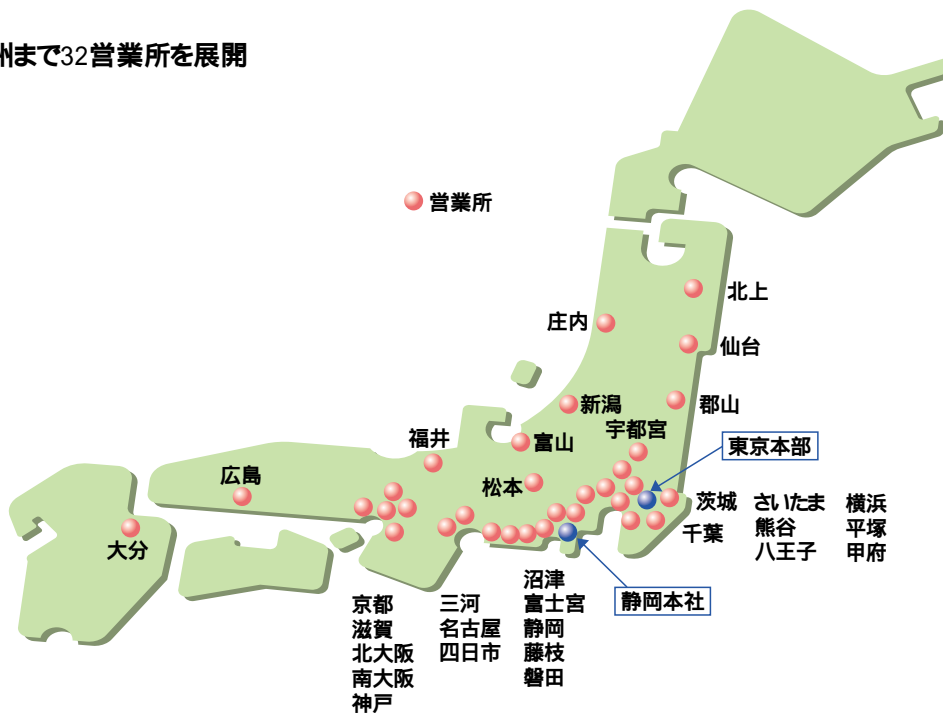 州まで32営業所を展開
営業所
北上
庄内
仙台
新潟
郡山
宇都宮
福井
富山
東京本部
広島
松本
茨城
さいたま
横浜
熊谷
平塚
千葉
八王子
甲府
大分
静岡本社
沼津
富士宮
静岡
藤枝
磐田
三河
名古屋
四日市
京都
滋賀
北大阪
南大阪
神戸